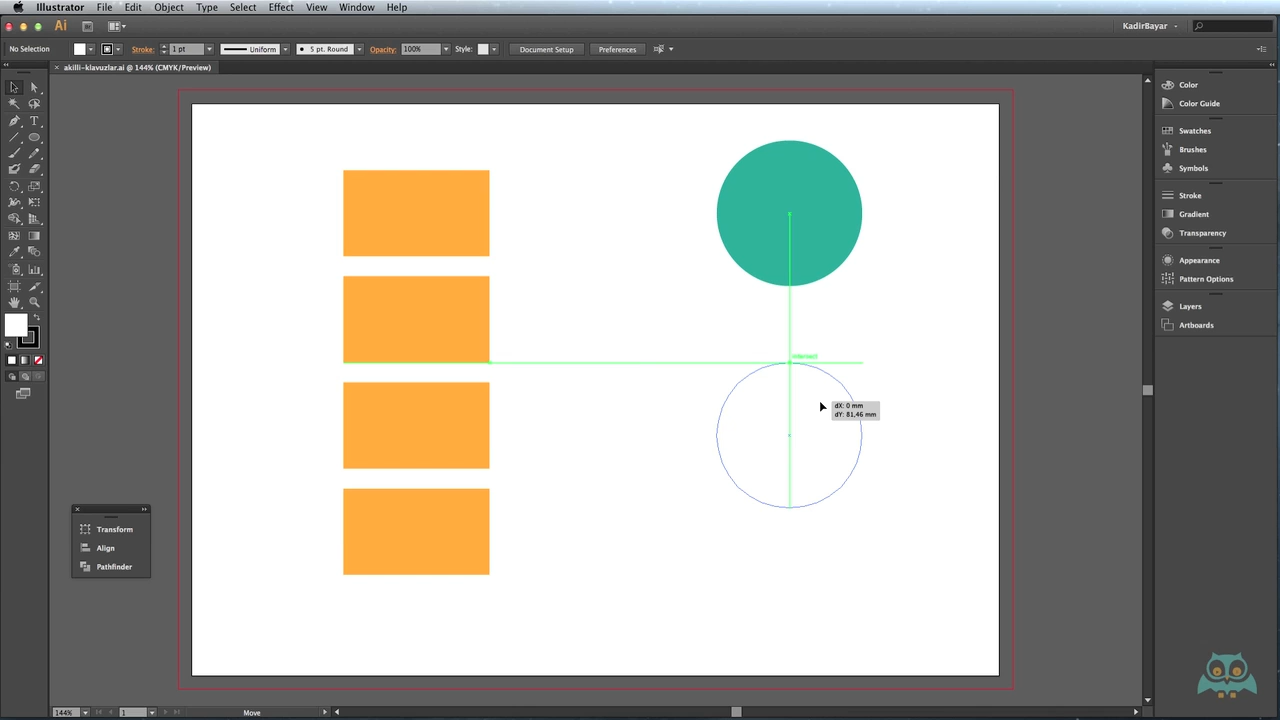 Illustrator File Edit Object Type Select Effect View Window Help
Ai KadirBayar
No Selection Stroke: 1 pt Uniform 5 pt. Round Opacity: 100% Style: Document Setup Preferences
× akilli-klavuzlar.ai @ 144% (CMYK/Preview)
Color
Color Guide
Swatches
Brushes
Symbols
Stroke
Gradient
Transparency
Appearance
Pattern Options
Layers
Artboards
dX: 0 mm
dY: 81,46 mm
Transform
Align
Pathfinder
144% 1 Move